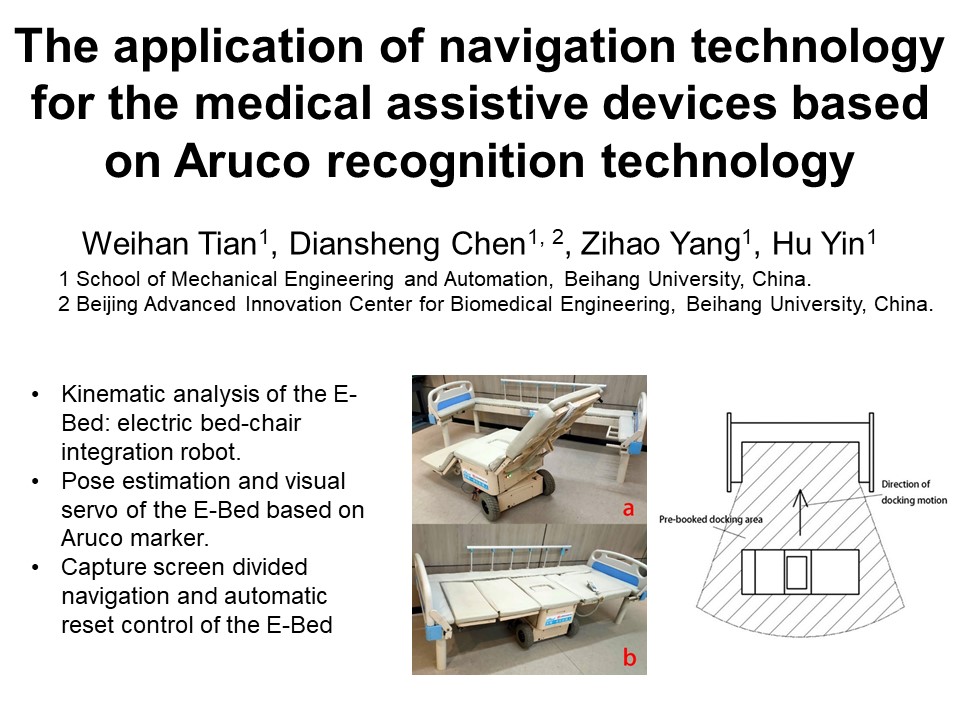 The application of navigation technology
for the medical assistive devices based
on Aruco recognition technology
Weihan Tian1, Diansheng Chen1, 2, Zihao Yang1, Hu Yin1
1 School of Mechanical Engineering and Automation, Beihang University, China.
2 Beijing Advanced Innovation Center for Biomedical Engineering, Beihang University, China.
• Kinematic analysis of the E-
Bed: electric bed-chair
integration robot.
• Pose estimation and visual
servo of the E-Bed based on
Aruco marker.
• Capture screen divided
navigation and automatic
reset control of the E-Bed
a
b
Direction of
docking motion
Pre-booked docking area